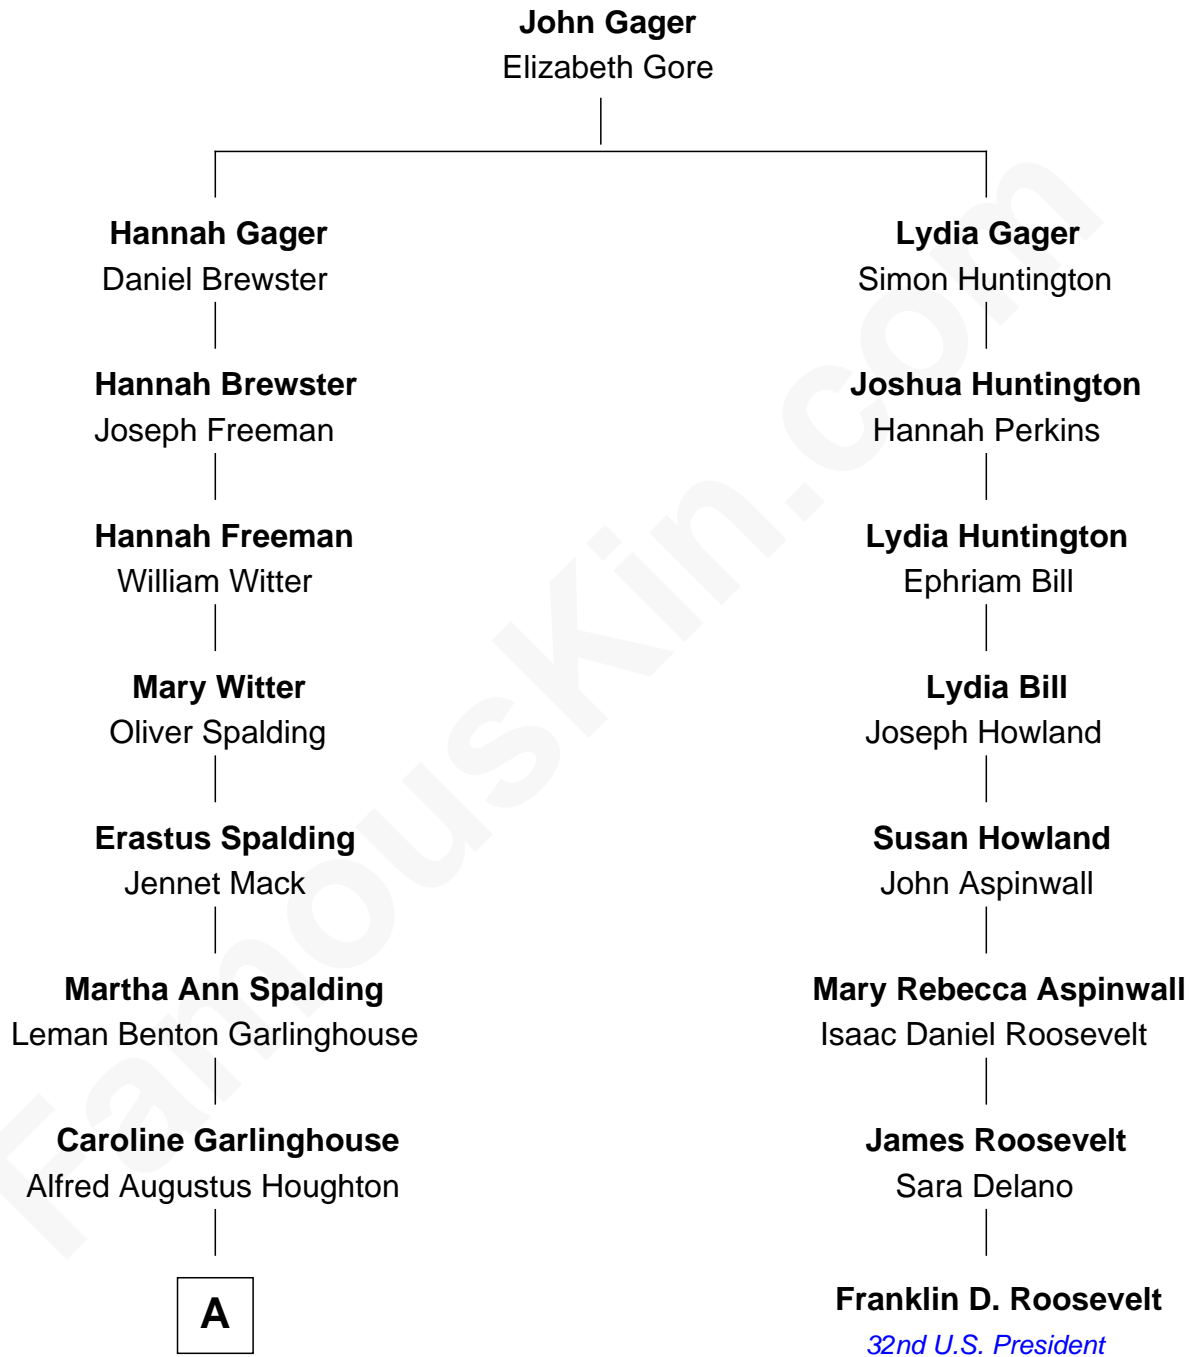 John Gager
Elizabeth Gore
Hannah Gager
Daniel Brewster
Lydia Gager
Simon Huntington
Hannah Brewster
Joseph Freeman
Joshua Huntington
Hannah Perkins
Hannah Freeman
William Witter
Lydia Huntington
Ephriam Bill
Mary Witter
Oliver Spalding
Lydia Bill
Joseph Howland
Erastus Spalding
Jennet Mack
Susan Howland
John Aspinwall
Martha Ann Spalding
Leman Benton Garlinghouse
Mary Rebecca Aspinwall
Isaac Daniel Roosevelt
Caroline Garlinghouse
Alfred Augustus Houghton
James Roosevelt
Sara Delano
A
Franklin D. Roosevelt
32nd U.S. President
FamousKin.com